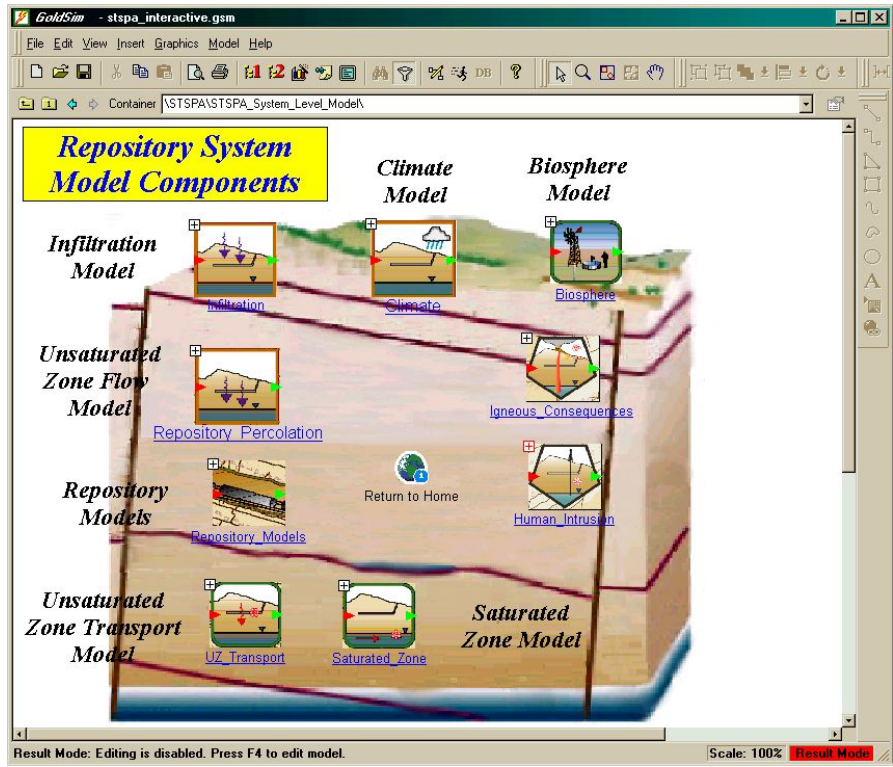 GoldSim - stspa_interactive.gsm
File Edit View Insert Graphics Model Help
DB
Container \STSPA\STSPA_System_Level_Model\
Repository System
Model Components
Climate
Model
Biosphere
Model
Infiltration
Model
Infiltration
Climate
Biosphere
Unsaturated
Zone Flow
Model
Igneous_Consequences
Repository_Percolation
Repository
Models
Return to Home
Human_Intrusion
Repository_Models
Unsaturated
Zone Transport
Model
Saturated
Zone Model
UZ_Transport
Saturated_Zone
Result Mode: Editing is disabled. Press F4 to edit model.
Scale: 100%
Result Mode